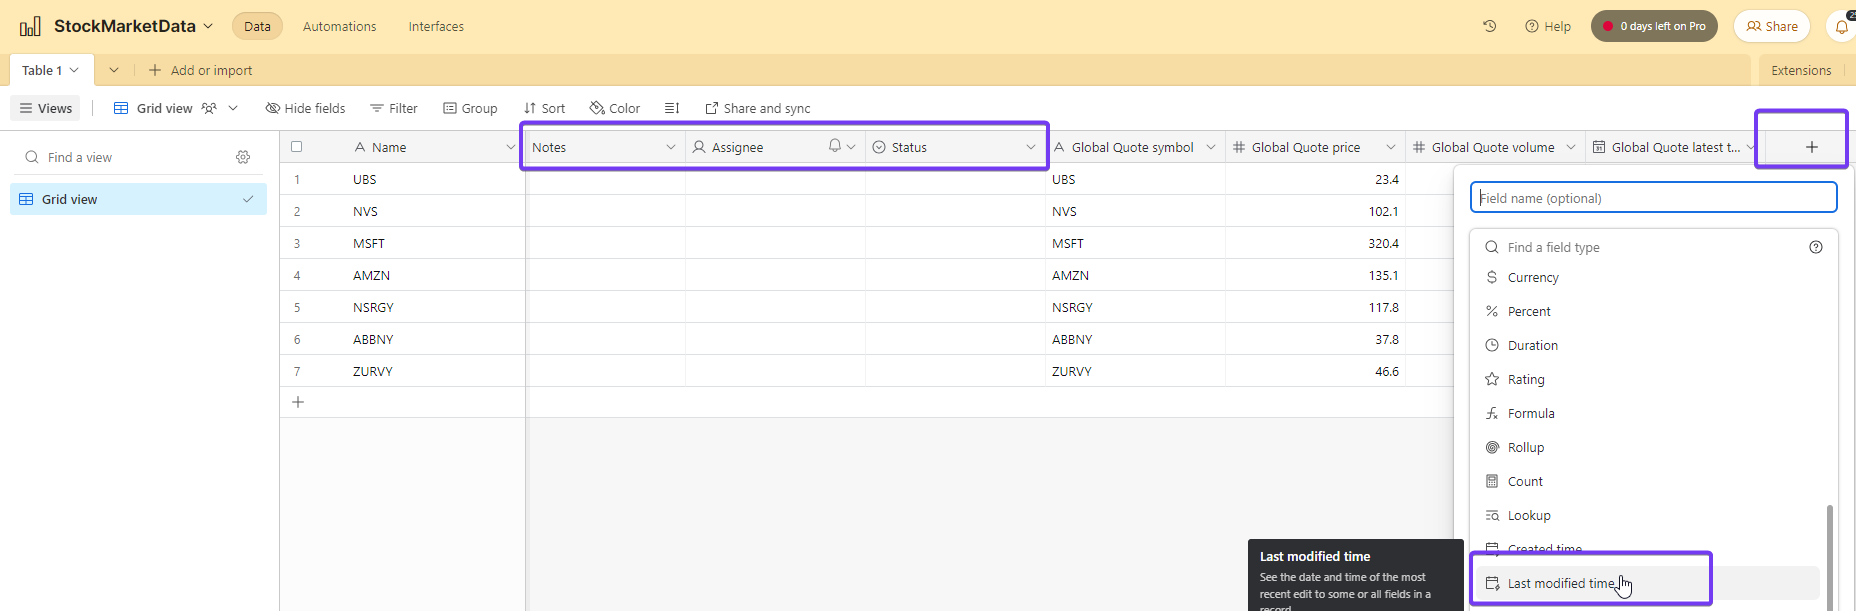 StockMarketData Data Automations Interfaces Help 0 days left on Pro Share
Table 1 Add or import Extensions
Views Grid view Hide fields Filter Group Sort Color Share and sync
Find a view
Grid view
Name Notes Assignee Status Global Quote symbol Global Quote price Global Quote volume Global Quote latest t...
1 UBS UBS 23.4
2 NVS NVS 102.1
3 MSFT MSFT 320.4
4 AMZN AMZN 135.1
5 NSRGY NSRGY 117.8
6 ABBNY ABBNY 37.8
7 ZURVY ZURVY 46.6
Field name (optional)
Find a field type
Currency
Percent
Duration
Rating
Formula
Rollup
Count
Lookup
Created time
Last modified time
Last modified time
See the date and time of the most
recent edit to some or all fields in a
record